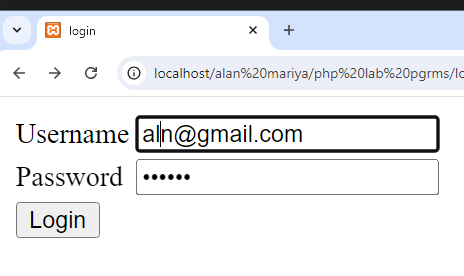 login
localhost/alan%20mariya/php%20lab%20pgrms/lo
Username aln@gmail.com
Password ••••••
Login